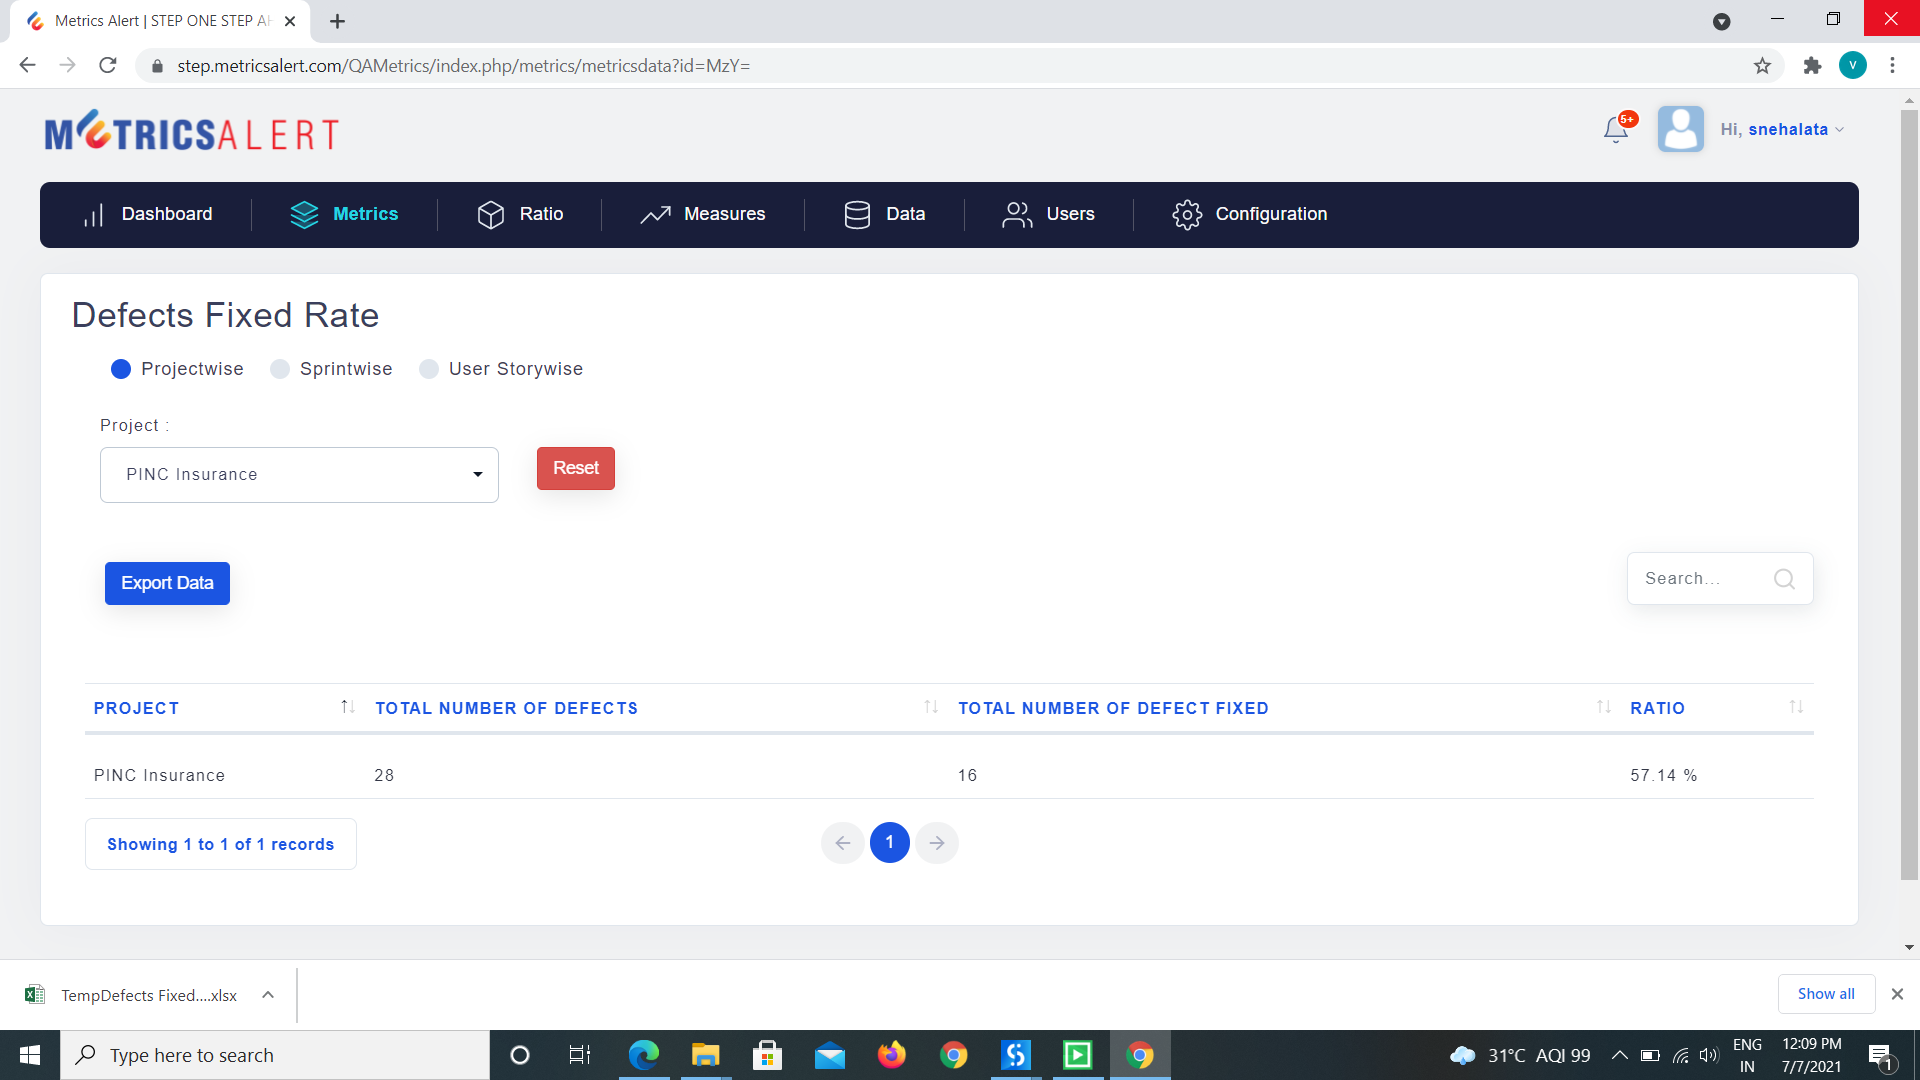 Metrics Alert | STEP ONE STEP AH
step.metricsalert.com/QAMetrics/index.php/metrics/metricsdata?id=MzY=
V
METRICSALERT
5+
Hi, snehalata
Dashboard
Metrics
Ratio
Measures
Data
Users
Configuration
Defects Fixed Rate
Projectwise
Sprintwise
User Storywise
Project :
PINC Insurance
Reset
Export Data
Search...
PROJECT
TOTAL NUMBER OF DEFECTS
TOTAL NUMBER OF DEFECT FIXED
RATIO
PINC Insurance
28
16
57.14 %
Showing 1 to 1 of 1 records
1
TempDefects Fixed....xlsx
Show all
Type here to search
31°C AQI 99
ENG
IN
12:09 PM
7/7/2021
1